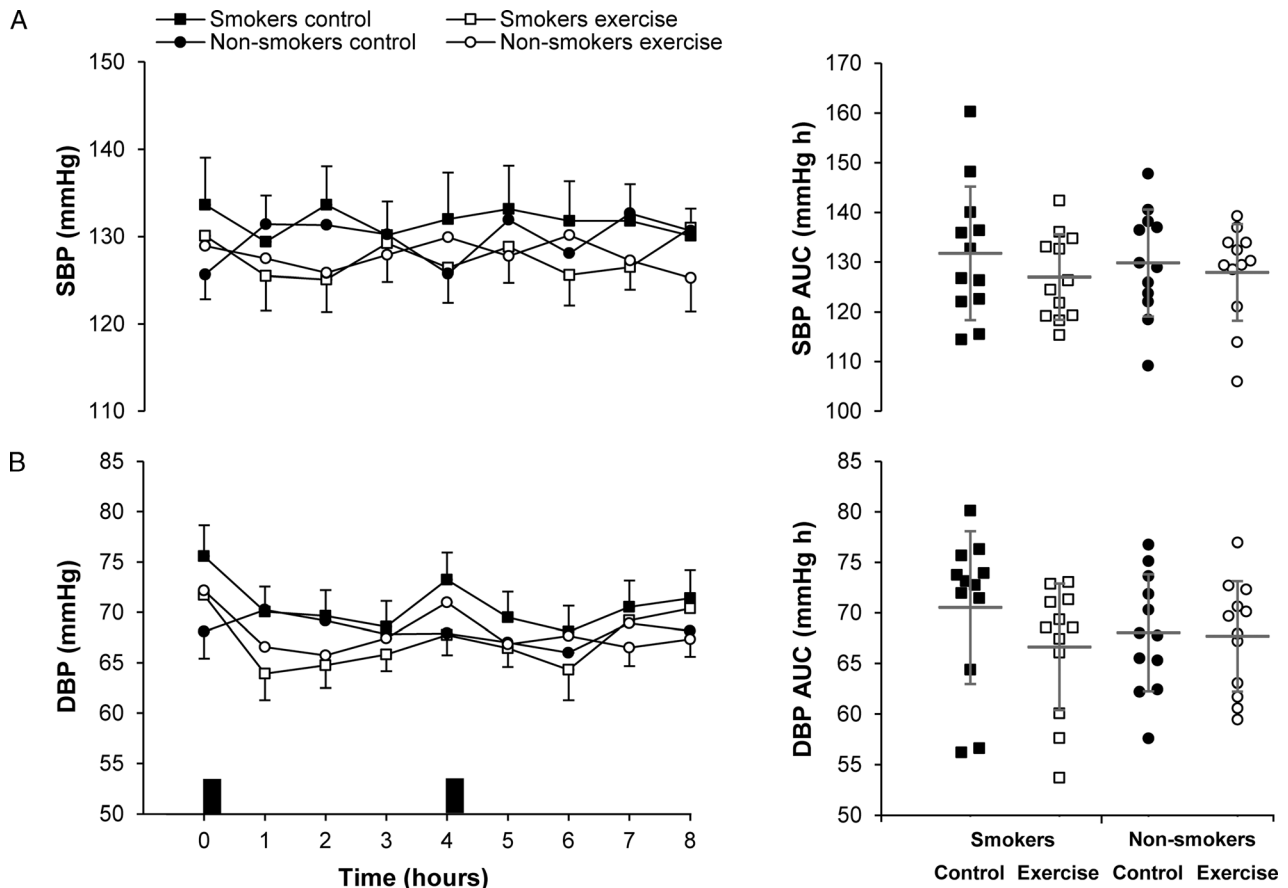 A
Smokers control
Smokers exercise
Non-smokers control
Non-smokers exercise
150
140
130
120
110
SBP (mmHg)
170
160
150
140
130
120
110
100
SBP AUC (mmHg h)
B
85
80
75
70
65
60
55
50
DBP (mmHg)
0 1 2 3 4 5 6 7 8
Time (hours)
85
80
75
70
65
60
55
50
DBP AUC (mmHg h)
Smokers Non-smokers
Control Exercise Control Exercise